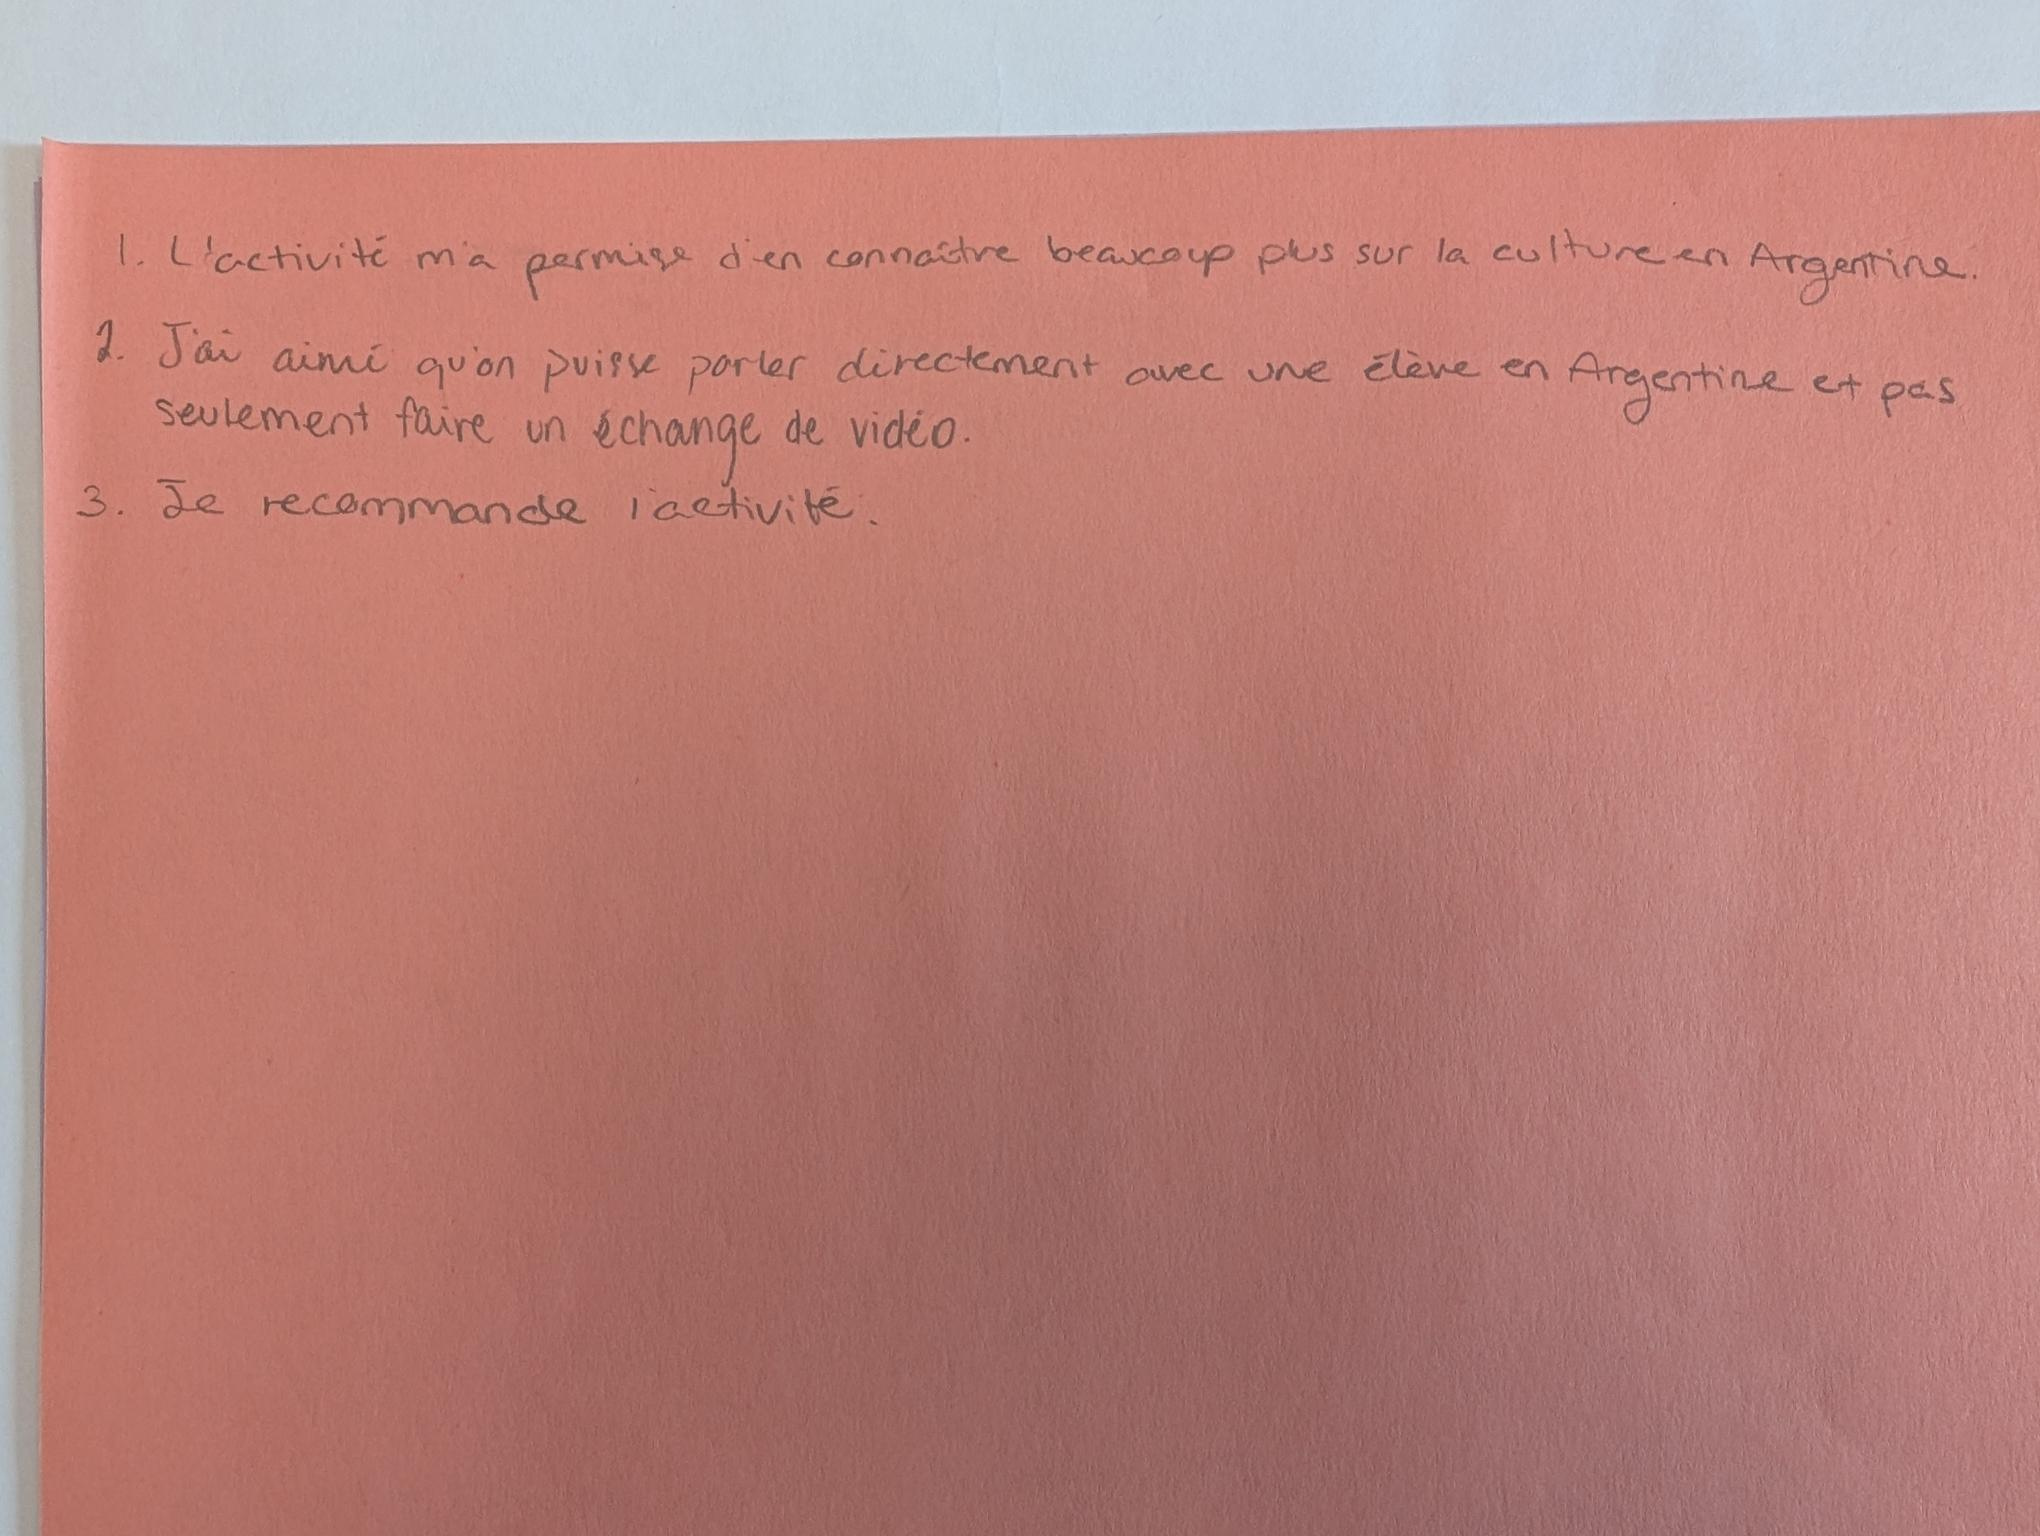 1. L'activité m'a permise d'en connaître beaucoup plus sur la culture en Argentine.
2. J'ai aimé qu'on puisse parler directement avec une élève en Argentine et pas
seulement faire un échange de vidéo.
3. Je recommande l'activité.